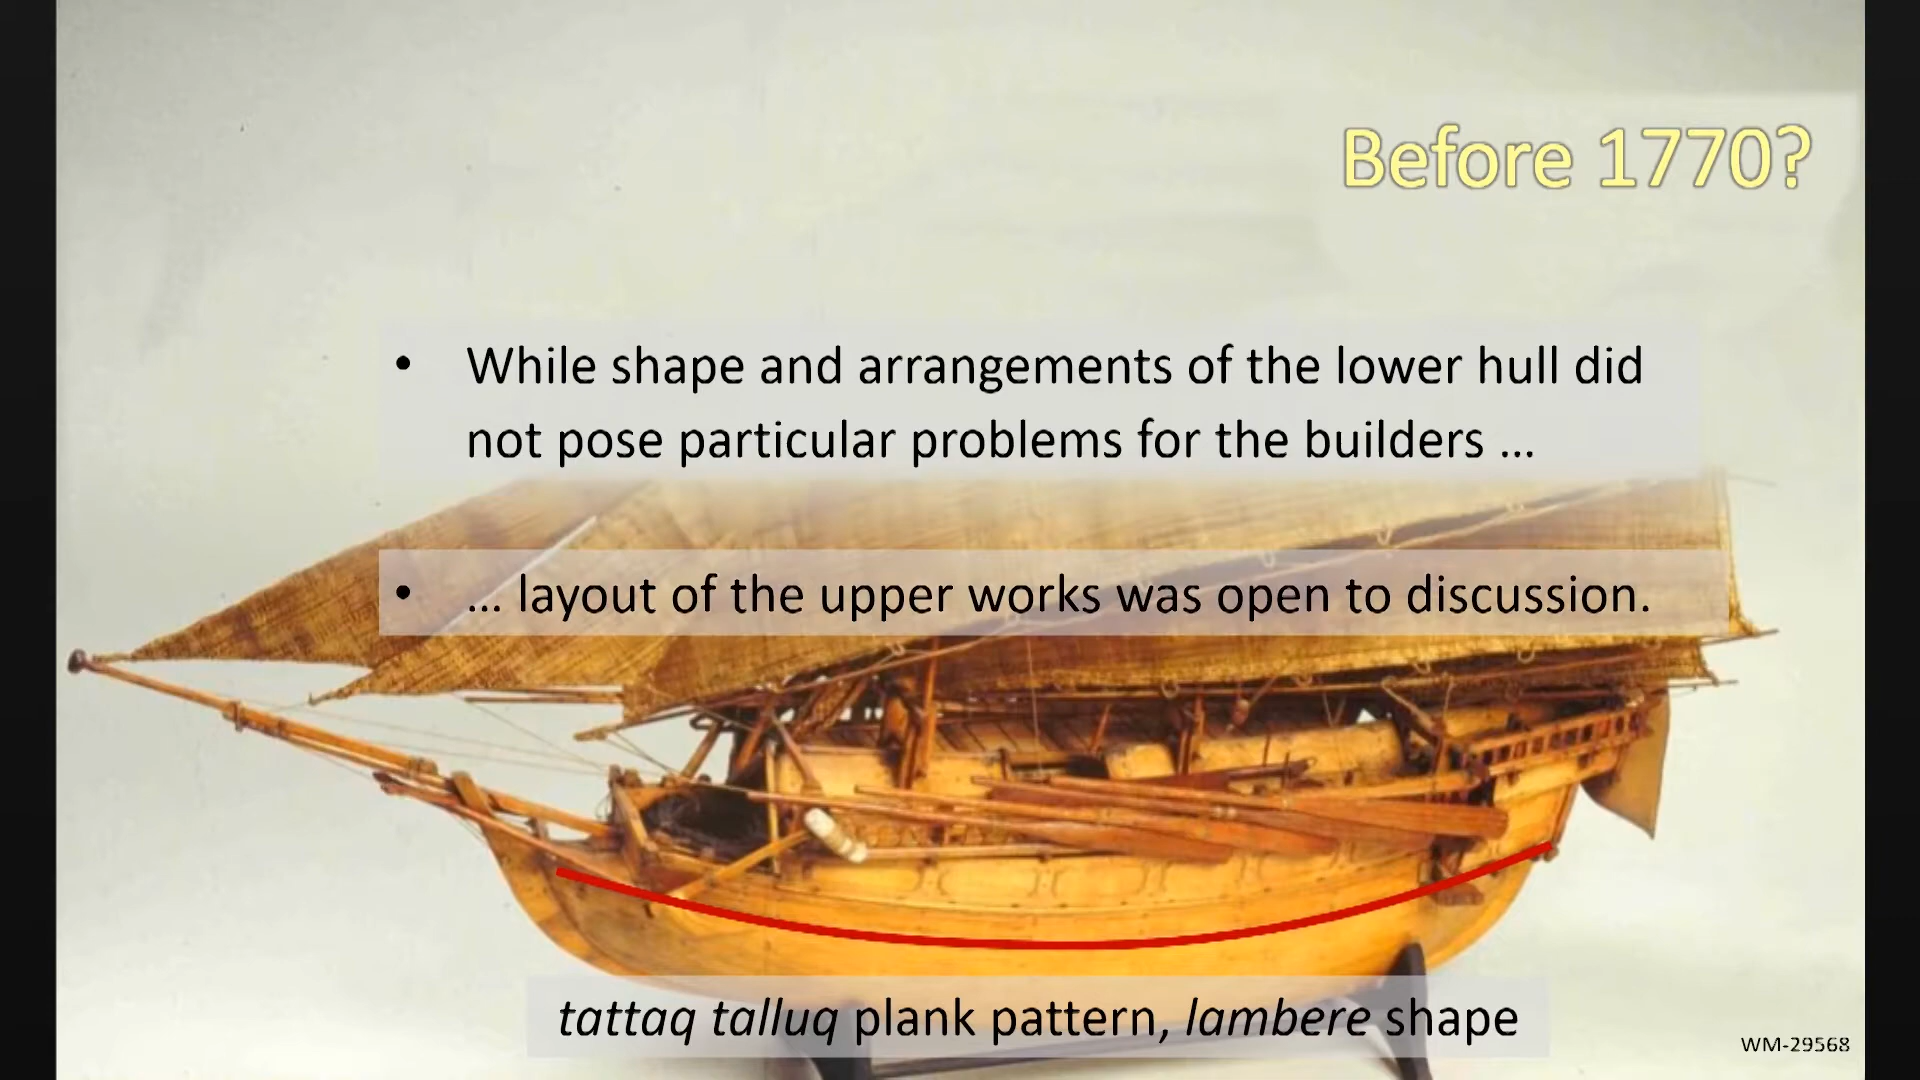 Before 1770?
• While shape and arrangements of the lower hull did
not pose particular problems for the builders ...
• ... layout of the upper works was open to discussion.
tattaq talluq plank pattern, lambere shape
WM-29568